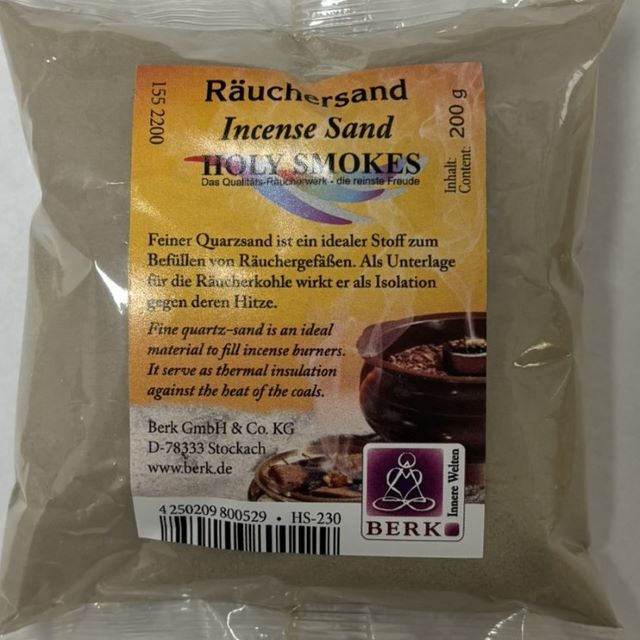 Räuchersand
Incense Sand
HOLY SMOKES
Das Qualitäts-Räucherwerk - die reinste Freude
155 2200
Inhalt: 200 g
Content:
Feiner Quarzsand ist ein idealer Stoff zum
Befüllen von Räuchergefäßen. Als Unterlage
für die Räucherkohle wirkt er als Isolation
gegen deren Hitze.
Fine quartz-sand is an ideal
material to fill incense burners.
It serve as thermal insulation
against the heat of the coals.
Berk GmbH & Co. KG
D-78333 Stockach
www.berk.de
4 250209 800529 • HS-230
BERK
Innere Welten